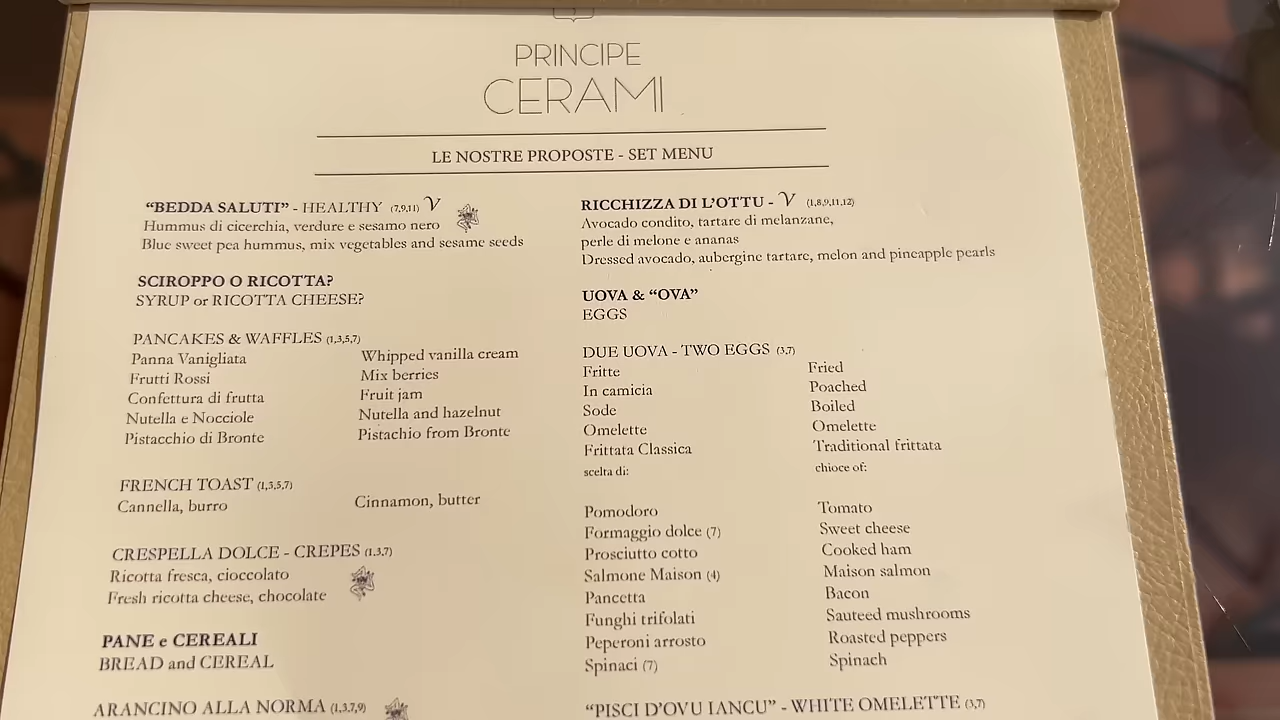 PRINCIPE
CERAMI
LE NOSTRE PROPOSTE - SET MENU
“BEDDA SALUTI” - HEALTHY (7,9,11) V
Hummus di cicerchia, verdure e sesamo nero
Blue sweet pea hummus, mix vegetables and sesame seeds
SCIROPPO O RICOTTA?
SYRUP or RICOTTA CHEESE?
PANCAKES & WAFFLES (1,3,5,7)
Panna Vanigliata Whipped vanilla cream
Frutti Rossi Mix berries
Confettura di frutta Fruit jam
Nutella e Nocciole Nutella and hazelnut
Pistacchio di Bronte Pistachio from Bronte
FRENCH TOAST (1,3,5,7)
Cannella, burro Cinnamon, butter
CRESPELLA DOLCE - CREPES (1,3,7)
Ricotta fresca, cioccolato
Fresh ricotta cheese, chocolate
PANE e CEREALI
BREAD and CEREAL
ARANCINO ALLA NORMA (1,3,7,9)
RICCHIZZA DI L’OTTU - V (1,8,9,11,12)
Avocado condito, tartare di melanzane,
perle di melone e ananas
Dressed avocado, aubergine tartare, melon and pineapple pearls
UOVA & “OVA”
EGGS
DUE UOVA - TWO EGGS (3,7)
Fritte Fried
In camicia Poached
Sode Boiled
Omelette Omelette
Frittata Classica Traditional frittata
scelta di: chioce of:
Pomodoro Tomato
Formaggio dolce (7) Sweet cheese
Prosciutto cotto Cooked ham
Salmone Maison (4) Maison salmon
Pancetta Bacon
Funghi trifolati Sauteed mushrooms
Peperoni arrosto Roasted peppers
Spinaci (7) Spinach
“PISCI D’OVU IANCU” - WHITE OMELETTE (3,7)